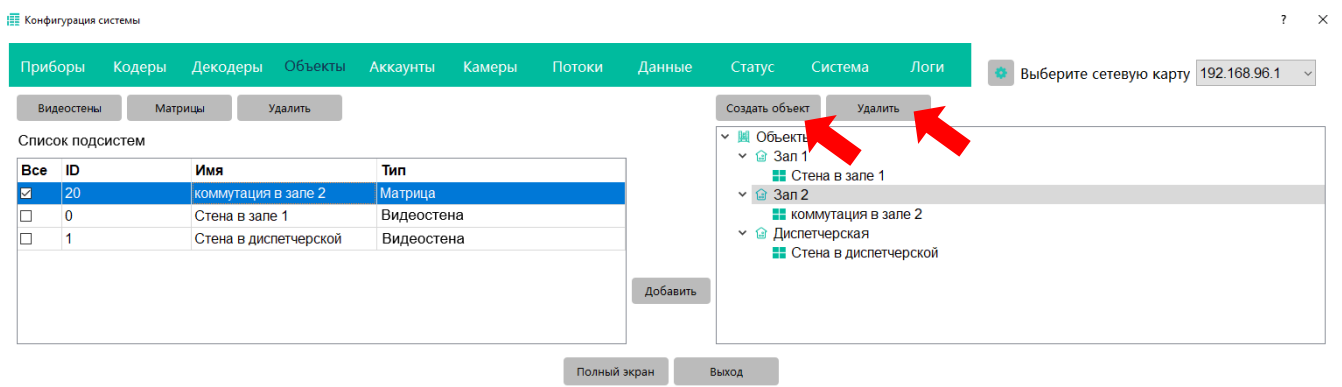 Конфигурация системы ? ×
Приборы Кодеры Декодеры Объекты Аккаунты Камеры Потоки Данные Статус Система Логи Выберите сетевую карту 192.168.96.1
Видеостены Матрицы Удалить Создать объект Удалить
Список подсистем
Все ID Имя Тип
20 коммутация в зале 2 Матрица
0 Стена в зале 1 Видеостена
1 Стена в диспетчерской Видеостена
Добавить
Объекты
Зал 1
Стена в зале 1
Зал 2
коммутация в зале 2
Диспетчерская
Стена в диспетчерской
Полный экран Выход